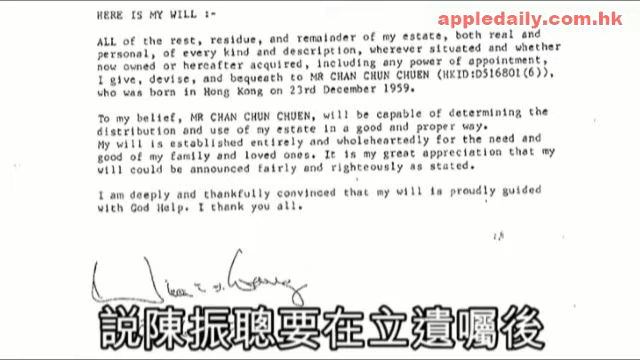 appledaily.com.hk
HERE IS MY WILL :-
ALL of the rest, residue, and remainder of my estate, both real and
personal, of every kind and description, wherever situated and whether
now owned or hereafter acquired, including any power of appointment,
I give, devise, and bequeath to MR CHAN CHUN CHUEN (HKID:D516801(6)),
who was born in Hong Kong on 23rd December 1959.
To my belief, MR CHAN CHUN CHUEN, will be capable of determining the
distribution and use of my estate in a good and proper way.
My will is established entirely and wholeheartedly for the need and
good of my family and loved ones. It is my great appreciation that my
will could be announced fairly and righteously as stated.
I am deeply and thankfully convinced that my will is proudly guided
with God Help. I thank you all.
説陳振聰要在立遺囑後